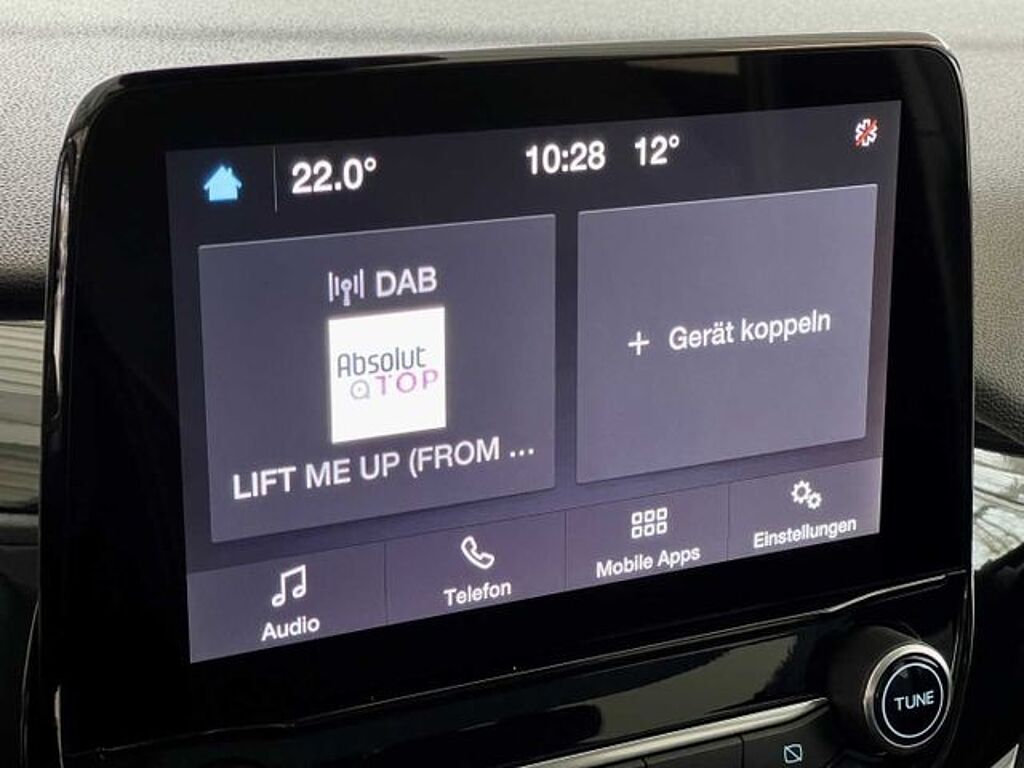 22.0°
10:28
12°
DAB
Absolut
TOP
LIFT ME UP (FROM ...
+ Gerät koppeln
Audio
Telefon
Mobile Apps
Einstellungen
TUNE